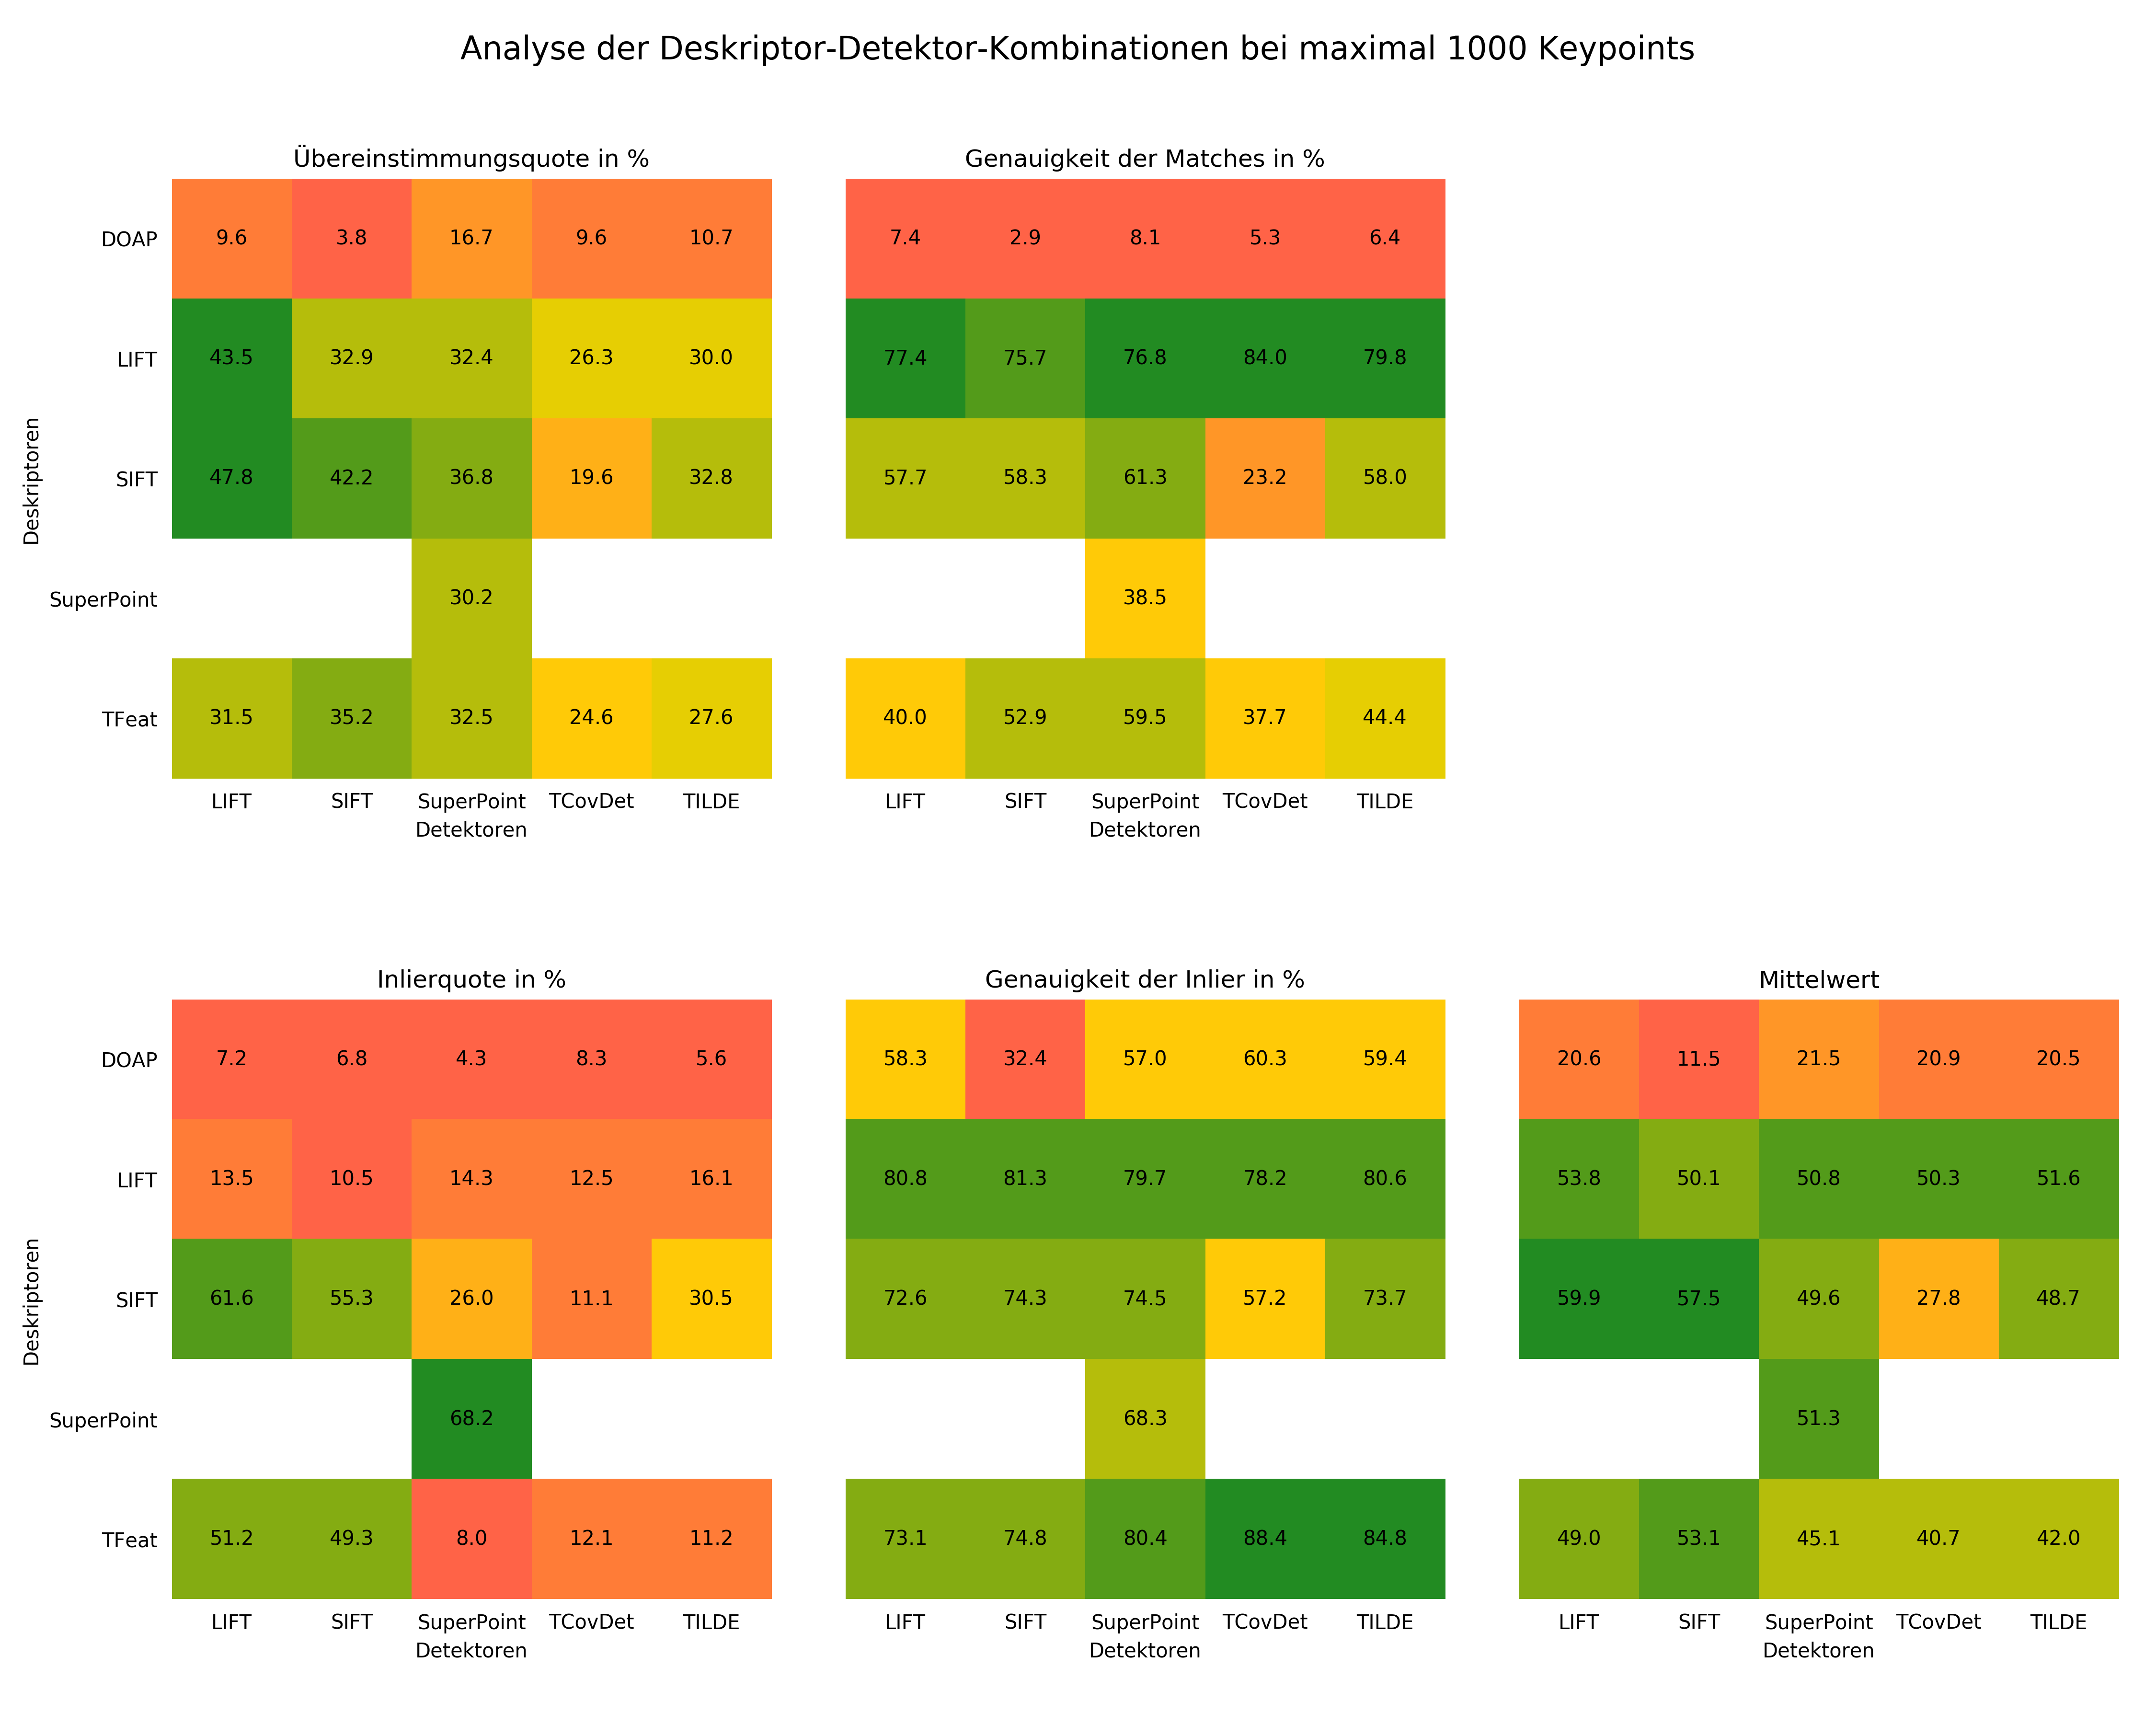 Analyse der Deskriptor-Detektor-Kombinationen bei maximal 1000 Keypoints
Übereinstimmungsquote in %
Deskriptoren
DOAP 9.6 3.8 16.7 9.6 10.7
LIFT 43.5 32.9 32.4 26.3 30.0
SIFT 47.8 42.2 36.8 19.6 32.8
SuperPoint 30.2
TFeat 31.5 35.2 32.5 24.6 27.6
LIFT SIFT SuperPoint TCovDet TILDE
Detektoren
Genauigkeit der Matches in %
7.4 2.9 8.1 5.3 6.4
77.4 75.7 76.8 84.0 79.8
57.7 58.3 61.3 23.2 58.0
38.5
40.0 52.9 59.5 37.7 44.4
LIFT SIFT SuperPoint TCovDet TILDE
Detektoren
Inlierquote in %
Deskriptoren
DOAP 7.2 6.8 4.3 8.3 5.6
LIFT 13.5 10.5 14.3 12.5 16.1
SIFT 61.6 55.3 26.0 11.1 30.5
SuperPoint 68.2
TFeat 51.2 49.3 8.0 12.1 11.2
LIFT SIFT SuperPoint TCovDet TILDE
Detektoren
Genauigkeit der Inlier in %
58.3 32.4 57.0 60.3 59.4
80.8 81.3 79.7 78.2 80.6
72.6 74.3 74.5 57.2 73.7
68.3
73.1 74.8 80.4 88.4 84.8
LIFT SIFT SuperPoint TCovDet TILDE
Detektoren
Mittelwert
20.6 11.5 21.5 20.9 20.5
53.8 50.1 50.8 50.3 51.6
59.9 57.5 49.6 27.8 48.7
51.3
49.0 53.1 45.1 40.7 42.0
LIFT SIFT SuperPoint TCovDet TILDE
Detektoren